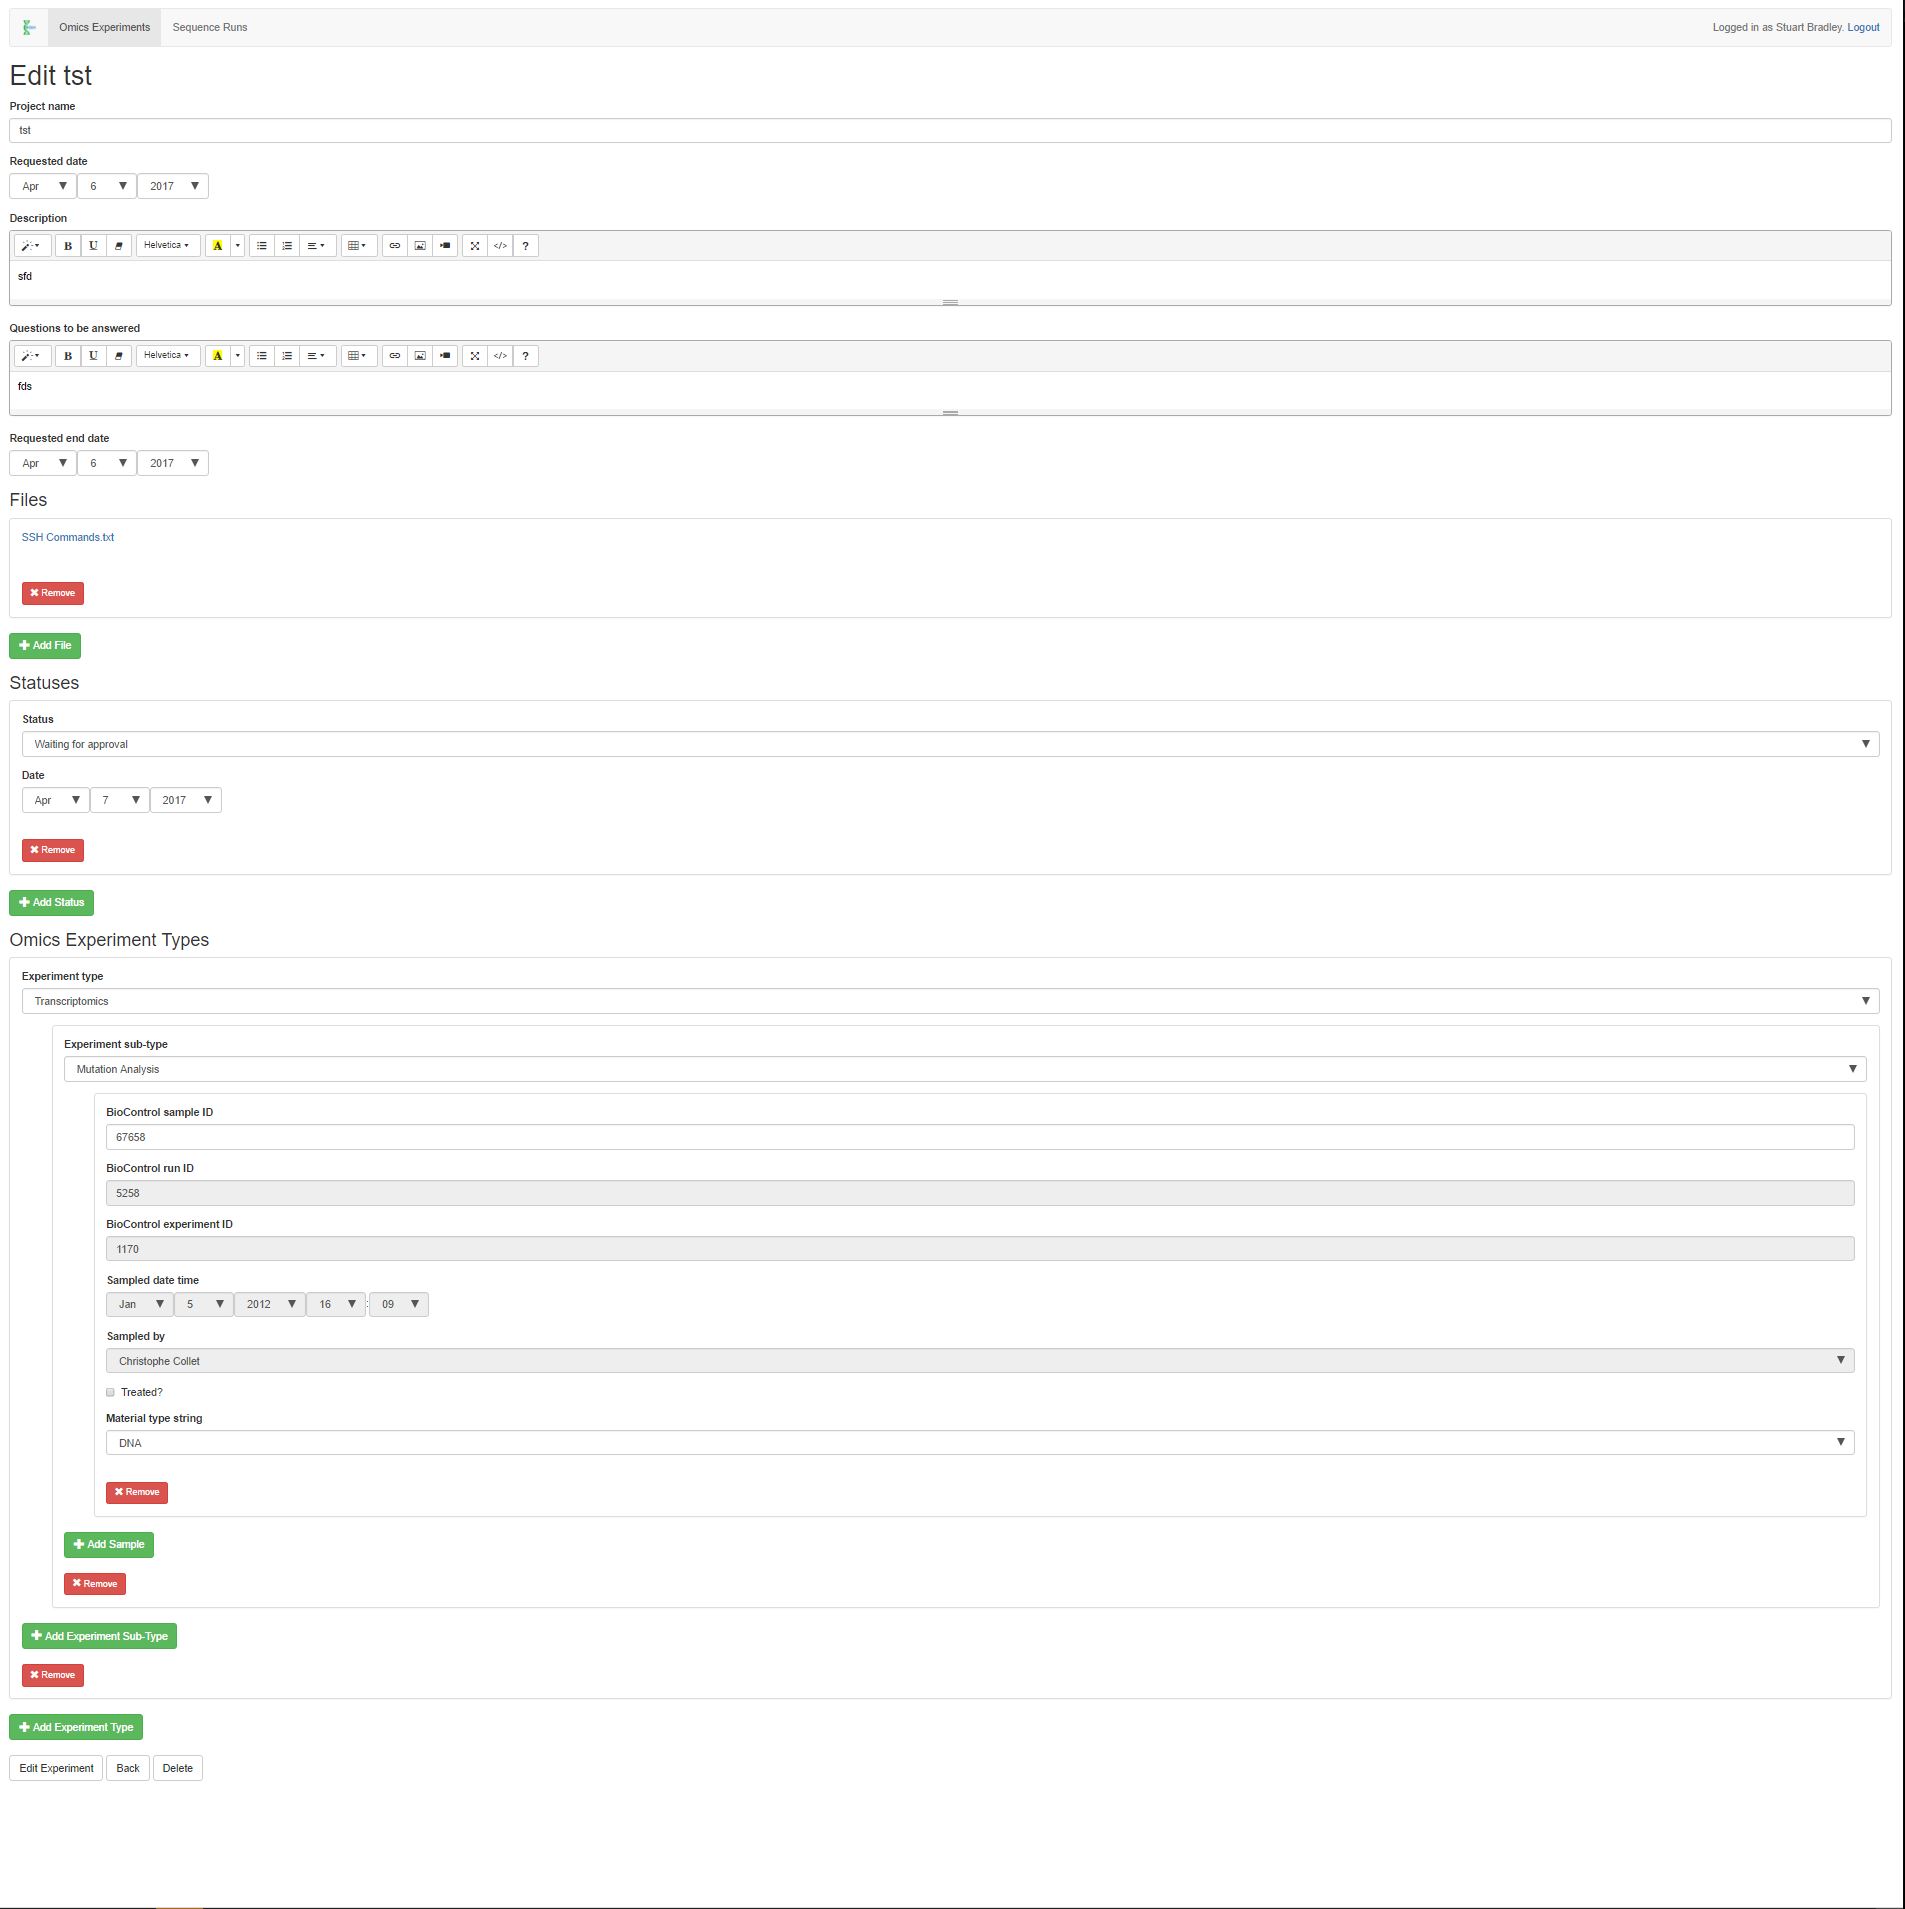 Omics Experiments Sequence Runs Logged in as Stuart Bradley. Logout
Edit tst
Project name
tst
Requested date
Apr 6 2017
Description
B U Helvetica A </> ?
sfd
Questions to be answered
B U Helvetica A </> ?
fds
Requested end date
Apr 6 2017
Files
SSH Commands.txt
Remove
Add File
Statuses
Status
Waiting for approval
Date
Apr 7 2017
Remove
Add Status
Omics Experiment Types
Experiment type
Transcriptomics
Experiment sub-type
Mutation Analysis
BioControl sample ID
67658
BioControl run ID
5258
BioControl experiment ID
1170
Sampled date time
Jan 5 2012 16 : 09
Sampled by
Christophe Collet
Treated?
Material type string
DNA
Remove
Add Sample
Remove
Add Experiment Sub-Type
Remove
Add Experiment Type
Edit Experiment Back Delete